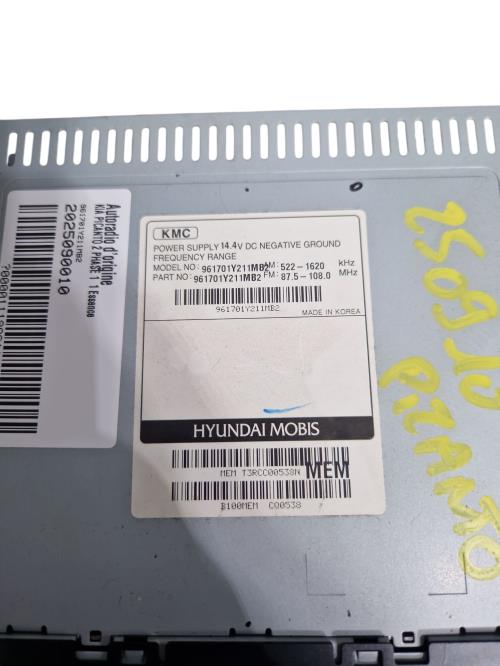 KMC
POWER SUPPLY 14.4V DC NEGATIVE GROUND
FREQUENCY RANGE
MODEL NO: 961701Y211MB2 AM: 522 - 1620 KHz
PART NO: 961701Y211MB2 FM: 87.5 - 108.0 MHz
961701Y211MB2
MADE IN KOREA
HYUNDAI MOBIS
MEM T3RCC00538N
MEM
B100MEM C00538
Autoradio d'origine
KIA PICANTO 2 PHASE 1 1 Essence
961701Y211MB2
2025090010
250910
PIZANTO